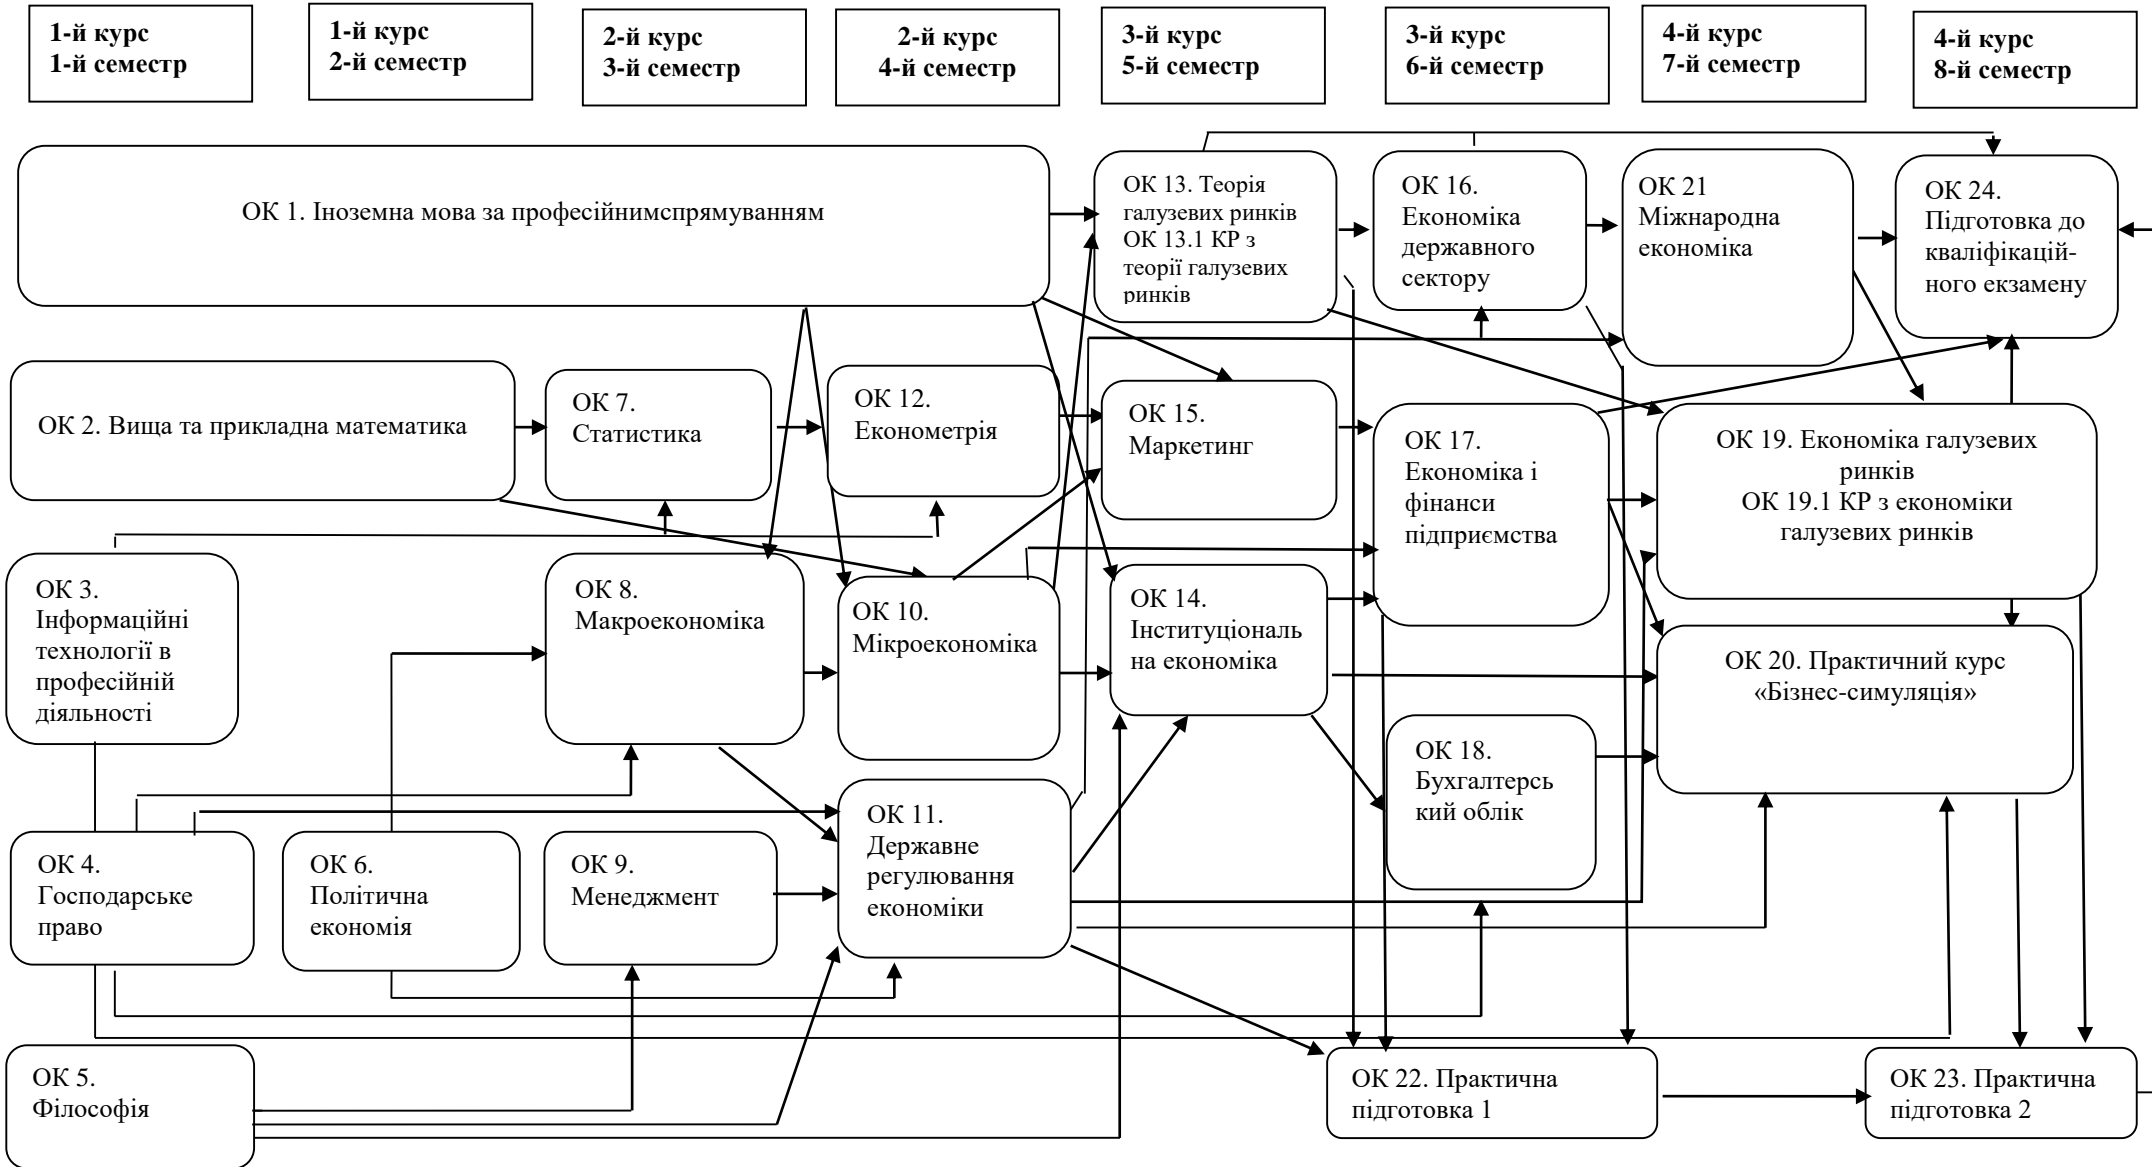 1-й курс
1-й семестр
1-й курс
2-й семестр
2-й курс
3-й семестр
2-й курс
4-й семестр
3-й курс
5-й семестр
3-й курс
6-й семестр
4-й курс
7-й семестр
4-й курс
8-й семестр
ОК 1. Іноземна мова за професійнимспрямуванням
ОК 13. Теорія
галузевих ринків
ОК 13.1 КР з
теорії галузевих
ринків
ОК 16.
Економіка
державного
сектору
ОК 21
Міжнародна
економіка
ОК 24.
Підготовка до
кваліфікацій-
ного екзамену
ОК 2. Вища та прикладна математика
ОК 7.
Статистика
ОК 12.
Економетрія
ОК 15.
Маркетинг
ОК 17.
Економіка і
фінанси
підприємства
ОК 19. Економіка галузевих
ринків
ОК 19.1 КР з економіки
галузевих ринків
ОК 3.
Інформаційні
технології в
професійній
діяльності
ОК 8.
Макроекономіка
ОК 10.
Мікроекономіка
ОК 14.
Інституціональ
на економіка
ОК 20. Практичний курс
«Бізнес-симуляція»
ОК 18.
Бухгалтерсь
кий облік
ОК 4.
Господарське
право
ОК 6.
Політична
економія
ОК 9.
Менеджмент
ОК 11.
Державне
регулювання
економіки
ОК 5.
Філософія
ОК 22. Практична
підготовка 1
ОК 23. Практична
підготовка 2